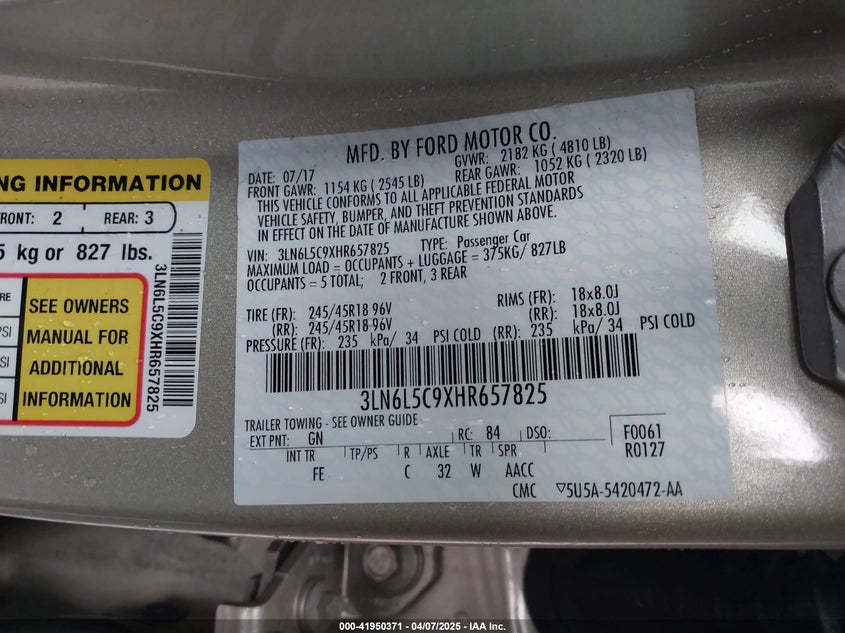 NG INFORMATION
FRONT: 2 REAR: 3
5 kg or 827 lbs.
SEE OWNERS
MANUAL FOR
ADDITIONAL
INFORMATION
RE
PSI
SI
SI
3LN6L5C9XHR657825
MFD. BY FORD MOTOR CO.
DATE: 07/17 GVWR: 2182 KG ( 4810 LB)
FRONT GAWR: 1154 KG ( 2545 LB) REAR GAWR: 1052 KG ( 2320 LB)
THIS VEHICLE CONFORMS TO ALL APPLICABLE FEDERAL MOTOR
VEHICLE SAFETY, BUMPER, AND THEFT PREVENTION STANDARDS
IN EFFECT ON THE DATE OF MANUFACTURE SHOWN ABOVE.
VIN: 3LN6L5C9XHR657825 TYPE: Passenger Car
MAXIMUM LOAD = OCCUPANTS + LUGGAGE = 375KG/ 827LB
OCCUPANTS = 5 TOTAL; 2 FRONT, 3 REAR
TIRE (FR): 245/45R18 96V RIMS (FR): 18x8.0J
(RR): 245/45R18 96V (RR): 18x8.0J
PRESSURE (FR): 235 kPa/ 34 PSI COLD (RR): 235 kPa/ 34 PSI COLD
3LN6L5C9XHR657825
TRAILER TOWING - SEE OWNER GUIDE
EXT PNT: GN RC: 84 DSO: F0061
R0127
INT TR TP/PS R AXLE TR SPR
FE C 32 W AACC
CMC ▽5U5A-5420472-AA
000-41950371 | 04/07/2025 - IAA Inc.